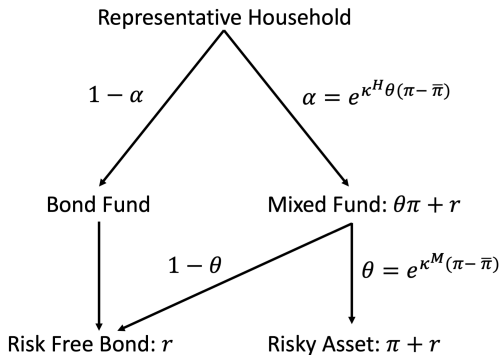 Representative Household
1 − α
α = e^{κ^H θ(π − π̅)}
Bond Fund
Mixed Fund: θπ + r
1 − θ
θ = e^{κ^M (π − π̅)}
Risk Free Bond: r
Risky Asset: π + r